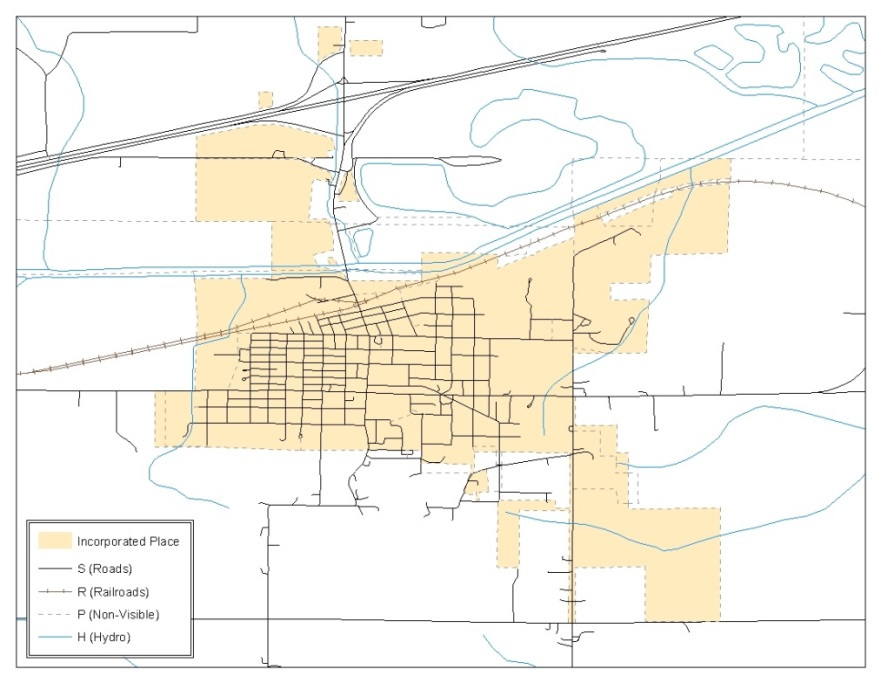 Incorporated Place
S (Roads)
R (Railroads)
P (Non-Visible)
H (Hydro)